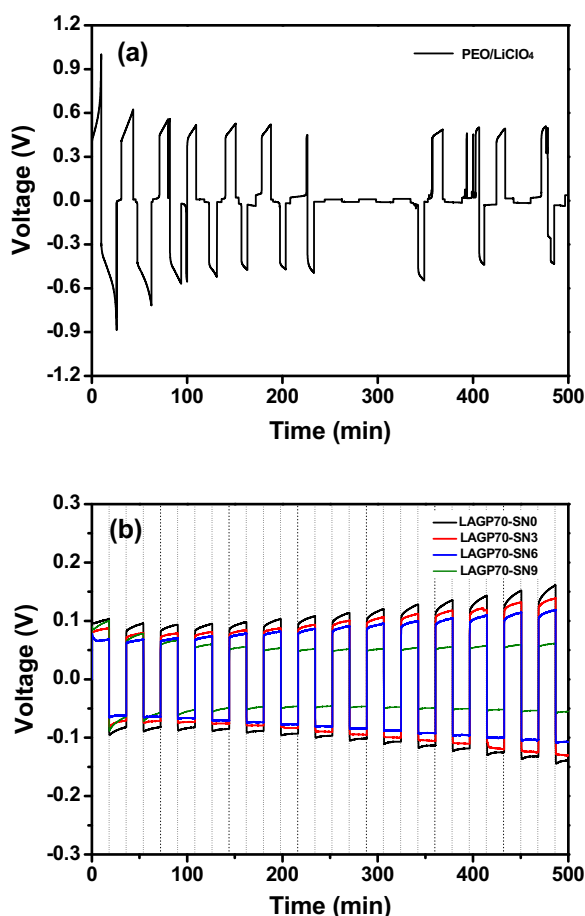 (a)
PEO/LiClO₄
Voltage (V)
1.2
0.9
0.6
0.3
0.0
-0.3
-0.6
-0.9
-1.2
0 100 200 300 400 500
Time (min)
(b)
LAGP70-SN0
LAGP70-SN3
LAGP70-SN6
LAGP70-SN9
Voltage (V)
0.3
0.2
0.1
0.0
-0.1
-0.2
-0.3
0 100 200 300 400 500
Time (min)